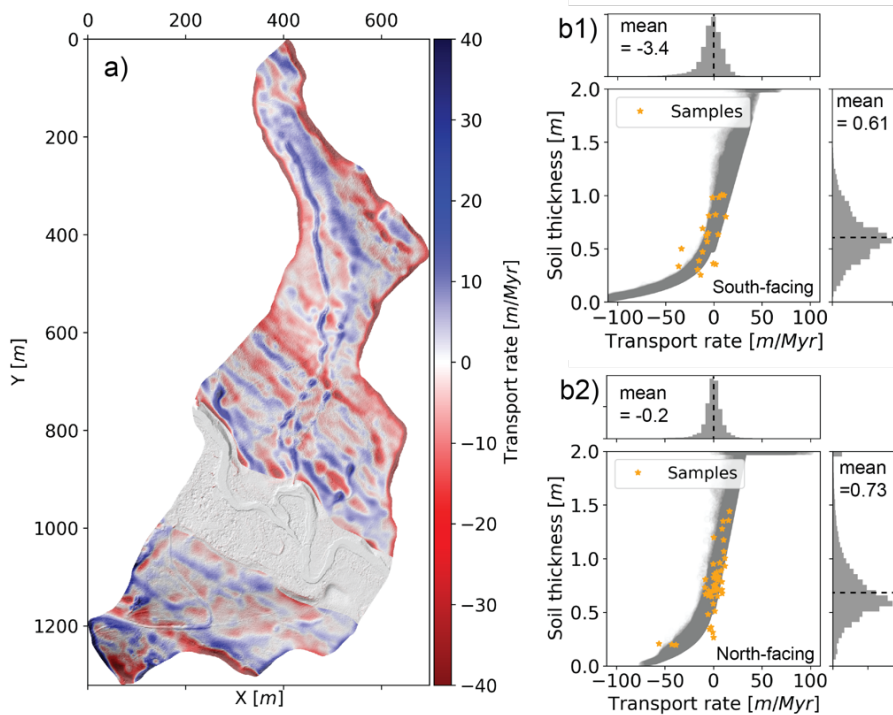 0 200 400 600
0
200
400
600
800
1000
1200
Y [m]
X [m]
a)
40
30
20
10
0
−10
−20
−30
−40
Transport rate [m/Myr]
b1)
mean
= -3.4
mean
= 0.61
Samples
2.0
1.5
1.0
0.5
0.0
Soil thickness [m]
South-facing
−100 −50 0 50 100
Transport rate [m/Myr]
b2)
mean
= -0.2
mean
=0.73
Samples
2.0
1.5
1.0
0.5
0.0
Soil thickness [m]
North-facing
−100 −50 0 50 100
Transport rate [m/Myr]